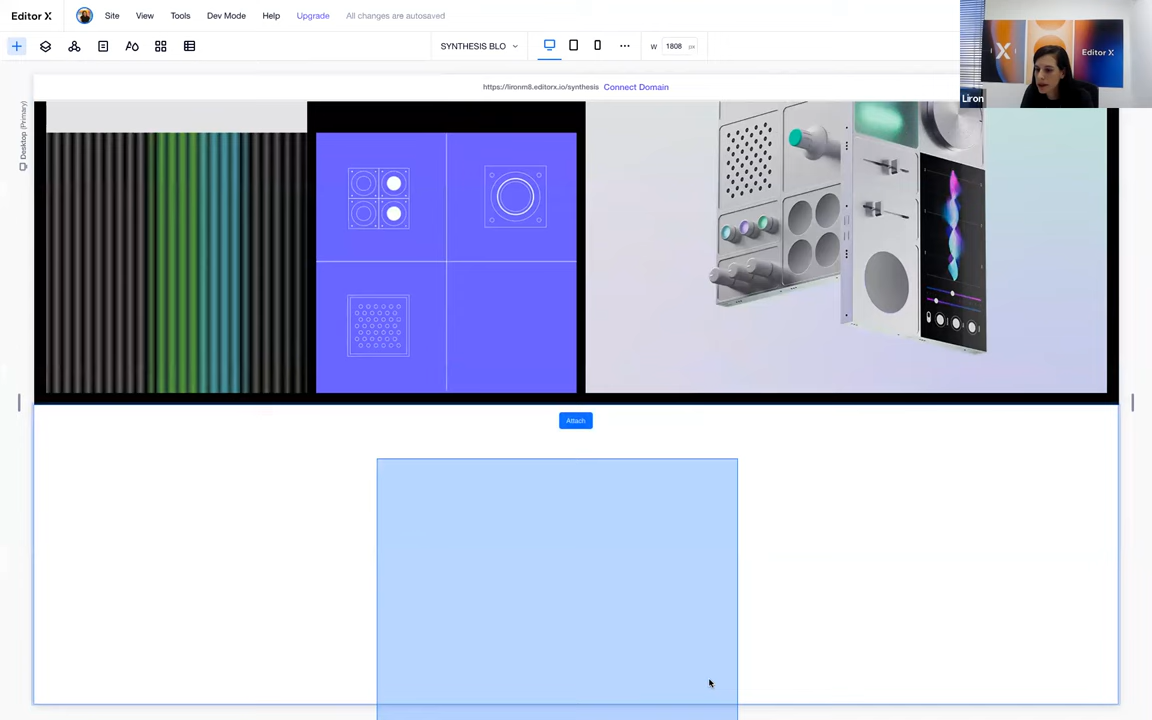 Editor X
Site
View
Tools
Dev Mode
Help
Upgrade
All changes are autosaved
SYNTHESIS BLO
W
1808
px
Editor X
Liron
https://lironm8.editorx.io/synthesis
Connect Domain
Desktop (Primary)
Attach